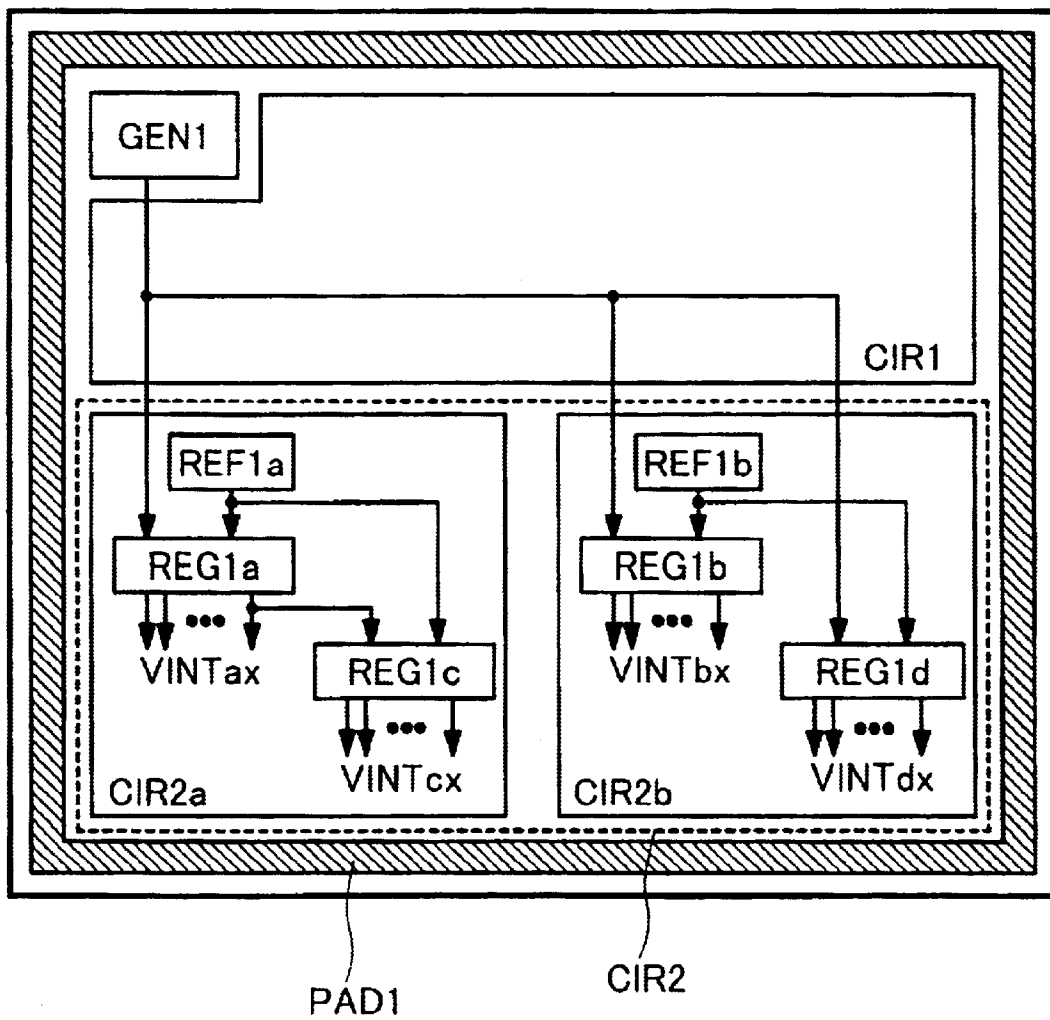 GEN1
CIR1
REF1a
REF1b
REG1a
REG1b
VINTax
REG1c
VINTbx
REG1d
VINTcx
VINTdx
CIR2a
CIR2b
PAD1
CIR2